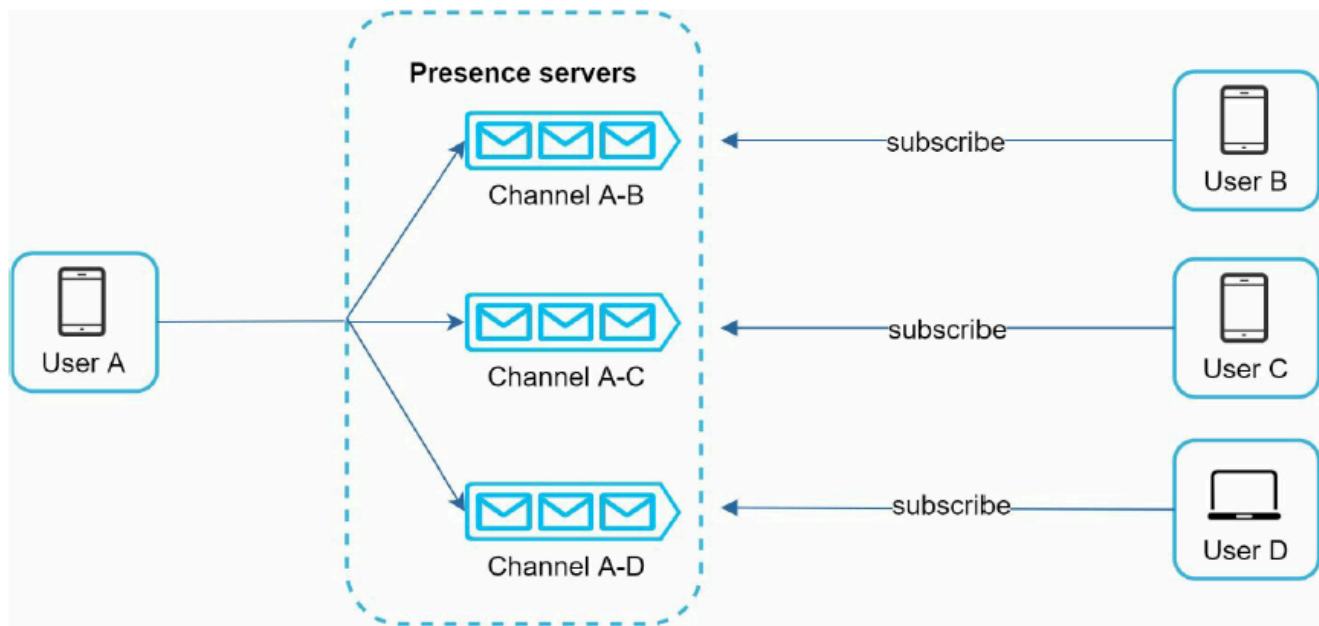 Presence servers
Channel A-B
subscribe
User B
User A
Channel A-C
subscribe
User C
Channel A-D
subscribe
User D